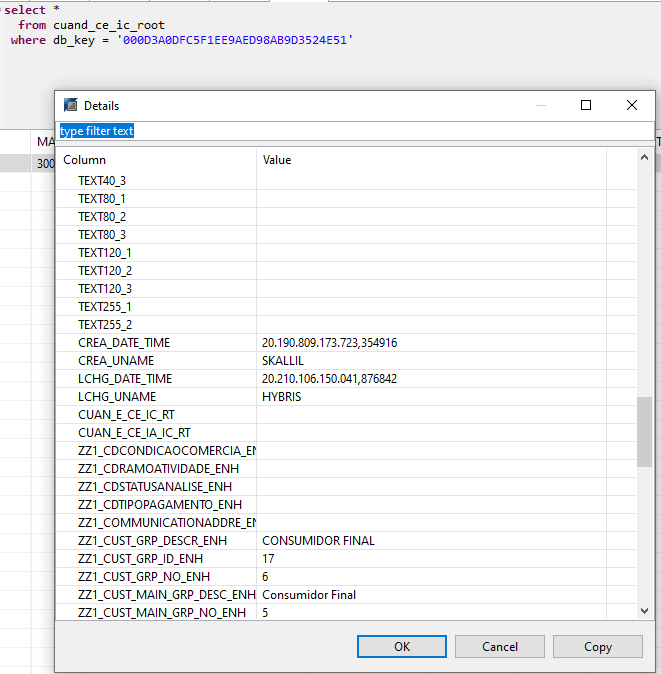 select *
from cuand_ce_ic_root
where db_key = '000D3A0DFC5F1EE9AED98AB9D3524E51'
Details
type filter text
MA
300
Column Value
TEXT40_3
TEXT80_1
TEXT80_2
TEXT80_3
TEXT120_1
TEXT120_2
TEXT120_3
TEXT255_1
TEXT255_2
CREA_DATE_TIME 20.190.809.173.723,354916
CREA_UNAME SKALLIL
LCHG_DATE_TIME 20.210.106.150.041,876842
LCHG_UNAME HYBRIS
CUAN_E_CE_IC_RT
CUAN_E_CE_IA_IC_RT
ZZ1_CDCONDICAOCOMERCIA_EN
ZZ1_CDRAMOATIVIDADE_ENH
ZZ1_CDSTATUSANALISE_ENH
ZZ1_CDTIPOPAGAMENTO_ENH
ZZ1_COMMUNICATIONADDRE_EN
ZZ1_CUST_GRP_DESCR_ENH CONSUMIDOR FINAL
ZZ1_CUST_GRP_ID_ENH 17
ZZ1_CUST_GRP_NO_ENH 6
ZZ1_CUST_MAIN_GRP_DESC_ENH Consumidor Final
ZZ1_CUST_MAIN_GRP_NO_ENH 5
OK Cancel Copy